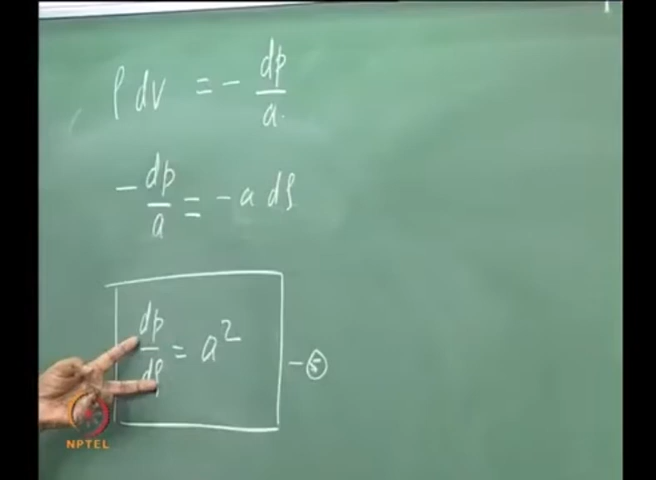 ρ dv = - dp/a
- dp/a = - a dρ
dp/dρ = a² - ⑤
NPTEL